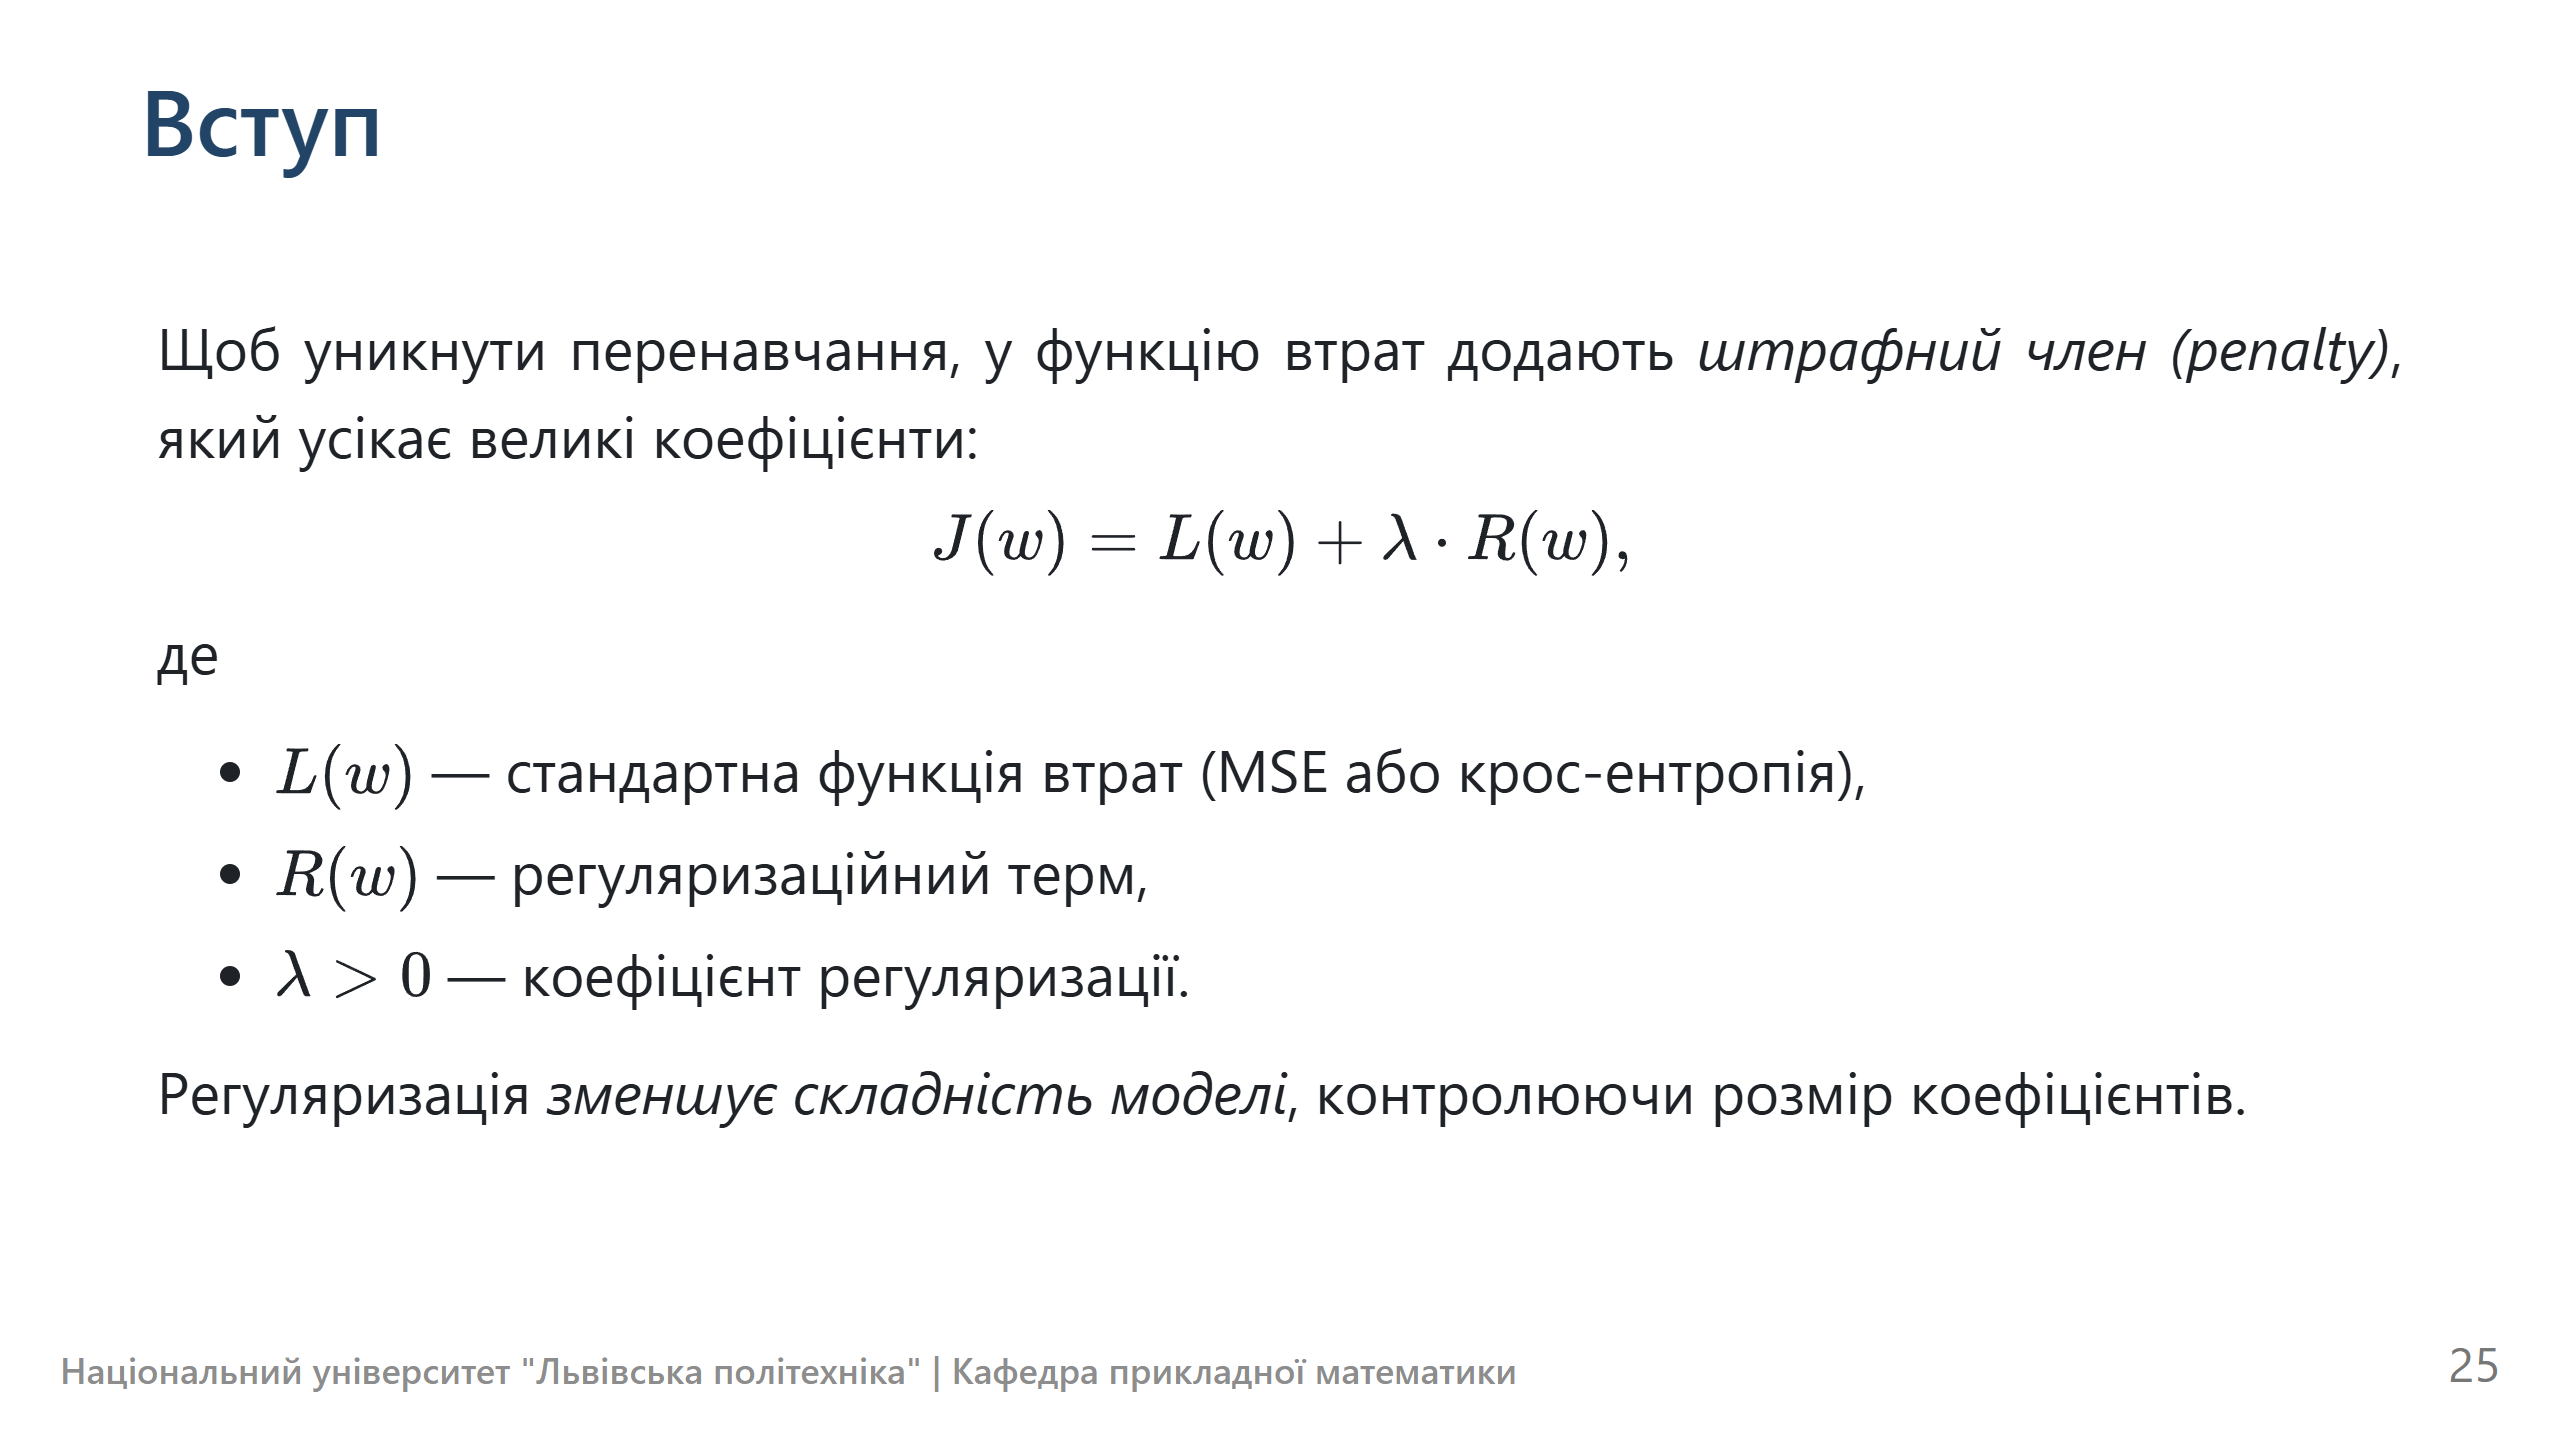 Вступ
Щоб уникнути перенавчання, у функцію втрат додають штрафний член (penalty),
який усікає великі коефіцієнти:
J(w) = L(w) + λ · R(w),
де
• L(w) — стандартна функція втрат (MSE або крос-ентропія),
• R(w) — регуляризаційний терм,
• λ > 0 — коефіцієнт регуляризації.
Регуляризація зменшує складність моделі, контролюючи розмір коефіцієнтів.
Національний університет "Львівська політехніка" | Кафедра прикладної математики
25